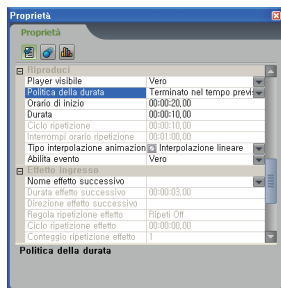 Proprietà
Proprietà
Riproduci
Player visibile Vero
Politica della durata Terminato nel tempo previs
Orario di inizio 00:00:20,00
Durata 00:00:10,00
Ciclo ripetizione 00:00:10,00
Interrompi orario ripetizione 00:01:00,00
Tipo interpolazione animazion Interpolazione lineare
Abilita evento Vero
Effetto ingresso
Nome effetto successivo
Durata effetto successivo 00:00:03,00
Direzione effetto successivo
Regola ripetizione effetto Ripeti Off
Ciclo ripetizione effetto 00:00:00,00
Conteggio ripetizione effetto 1
Politica della durata